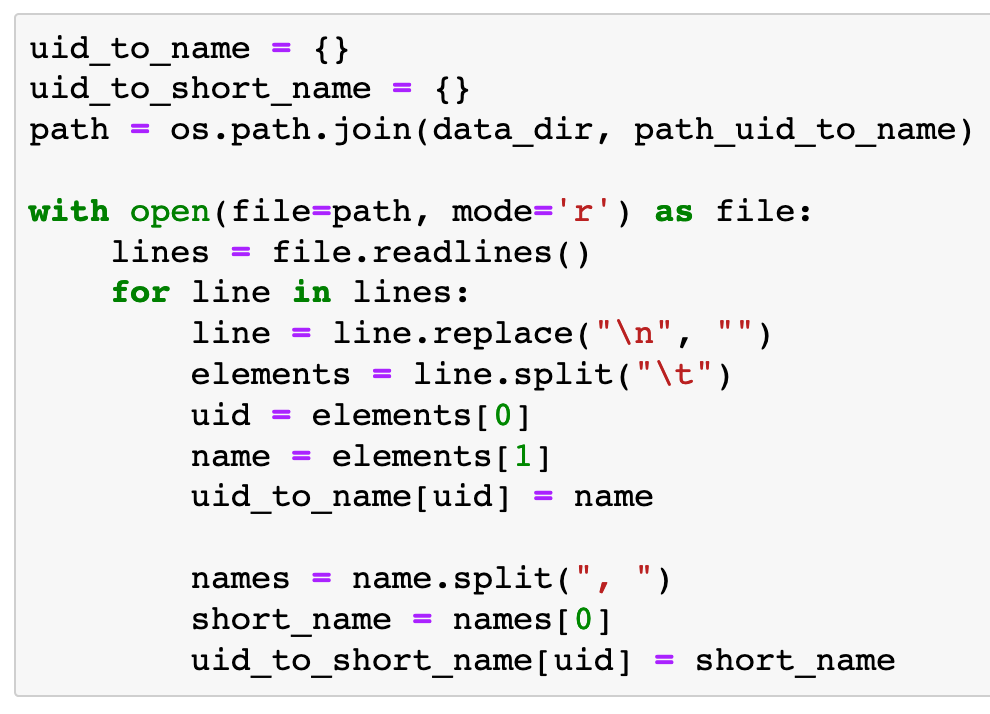 uid_to_name = {}
uid_to_short_name = {}
path = os.path.join(data_dir, path_uid_to_name)

with open(file=path, mode='r') as file:
    lines = file.readlines()
    for line in lines:
        line = line.replace("\n", "")
        elements = line.split("\t")
        uid = elements[0]
        name = elements[1]
        uid_to_name[uid] = name

        names = name.split(", ")
        short_name = names[0]
        uid_to_short_name[uid] = short_name